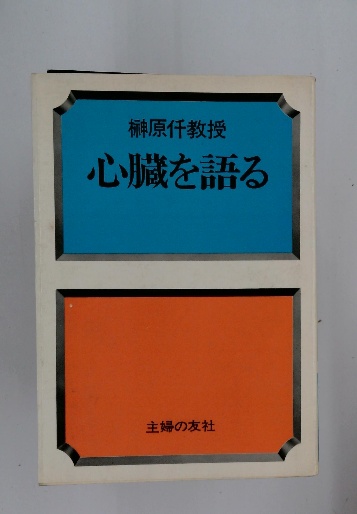 榊原仟教授
心臓を語る
主婦の友社